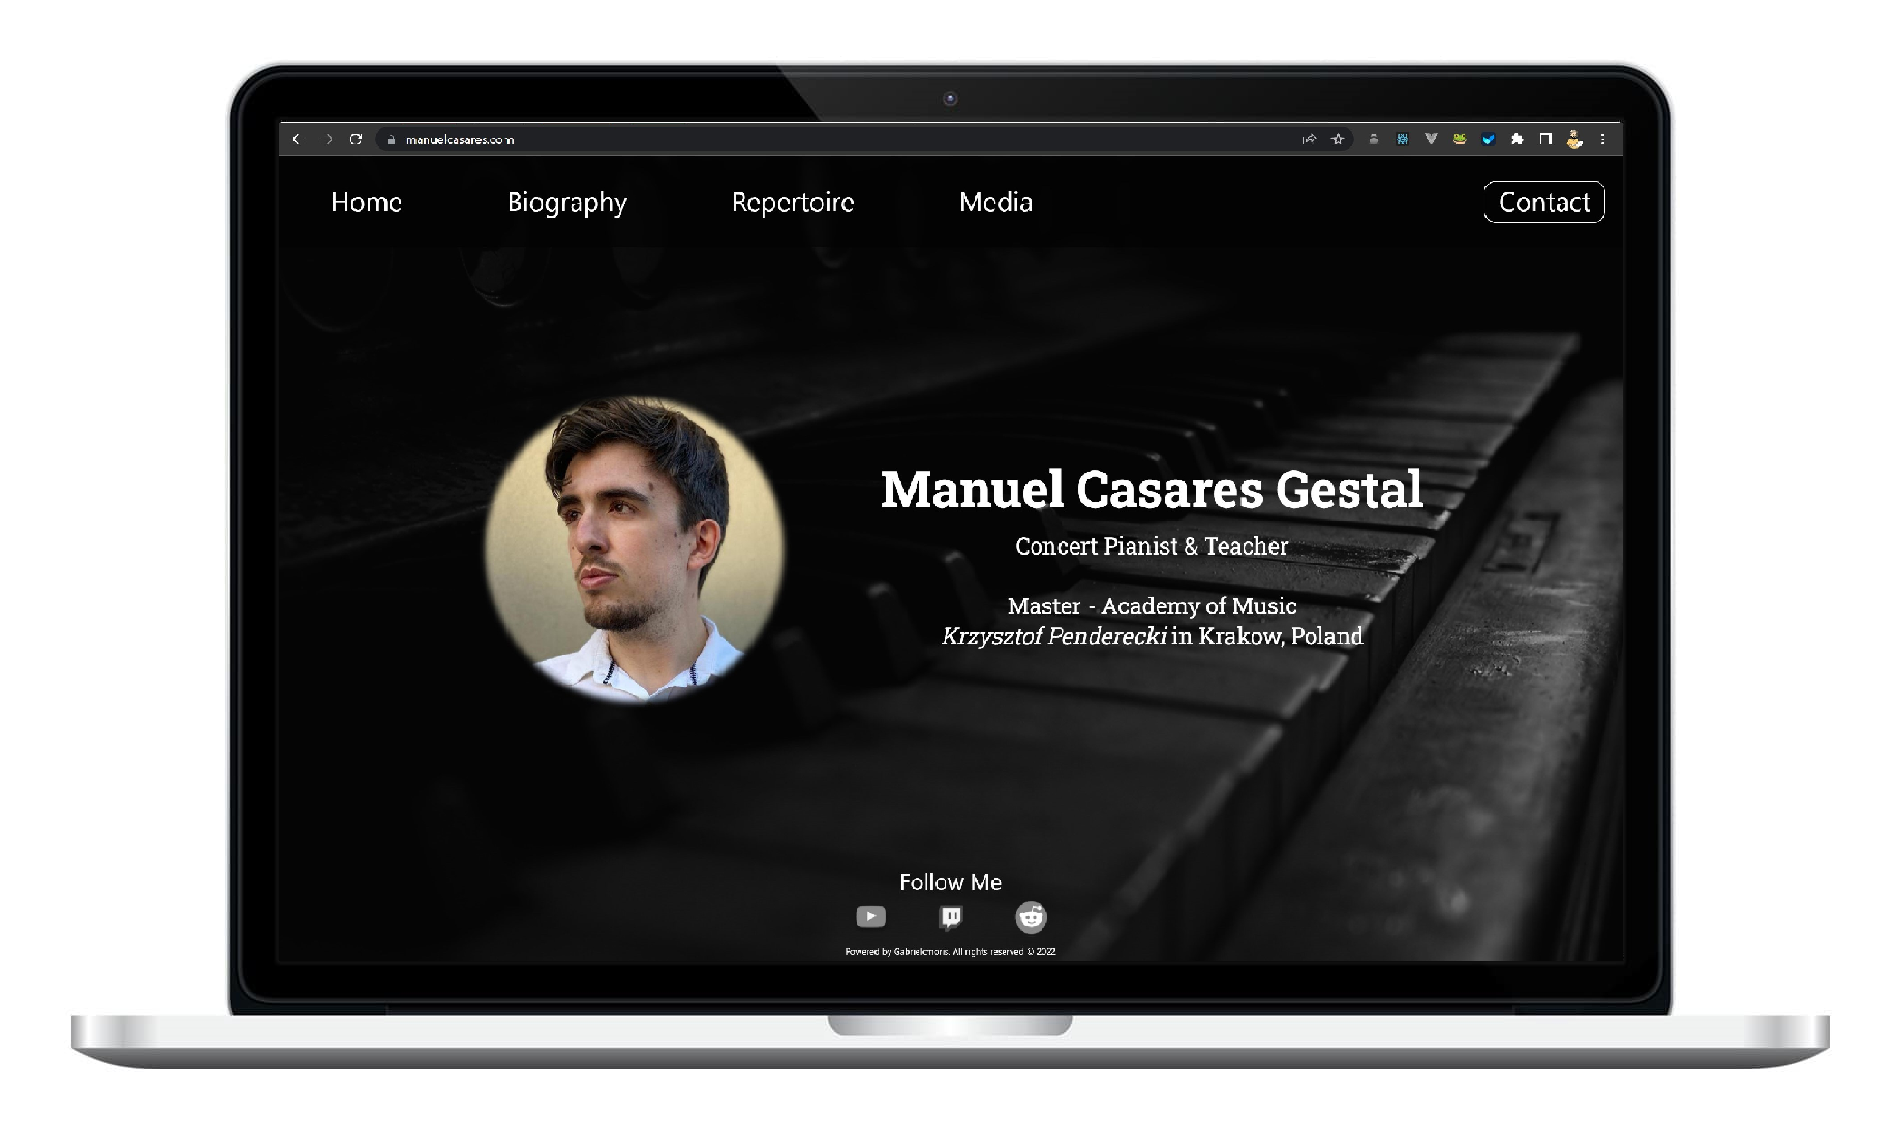 manuelcasares.com
Home Biography Repertoire Media Contact
Manuel Casares Gestal
Concert Pianist & Teacher
Master - Academy of Music
Krzysztof Penderecki in Krakow, Poland
Follow Me
Powered by Gabrielcmoris. All rights reserved © 2022